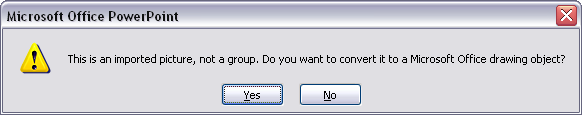 Microsoft Office PowerPoint
This is an imported picture, not a group. Do you want to convert it to a Microsoft Office drawing object?
Yes No